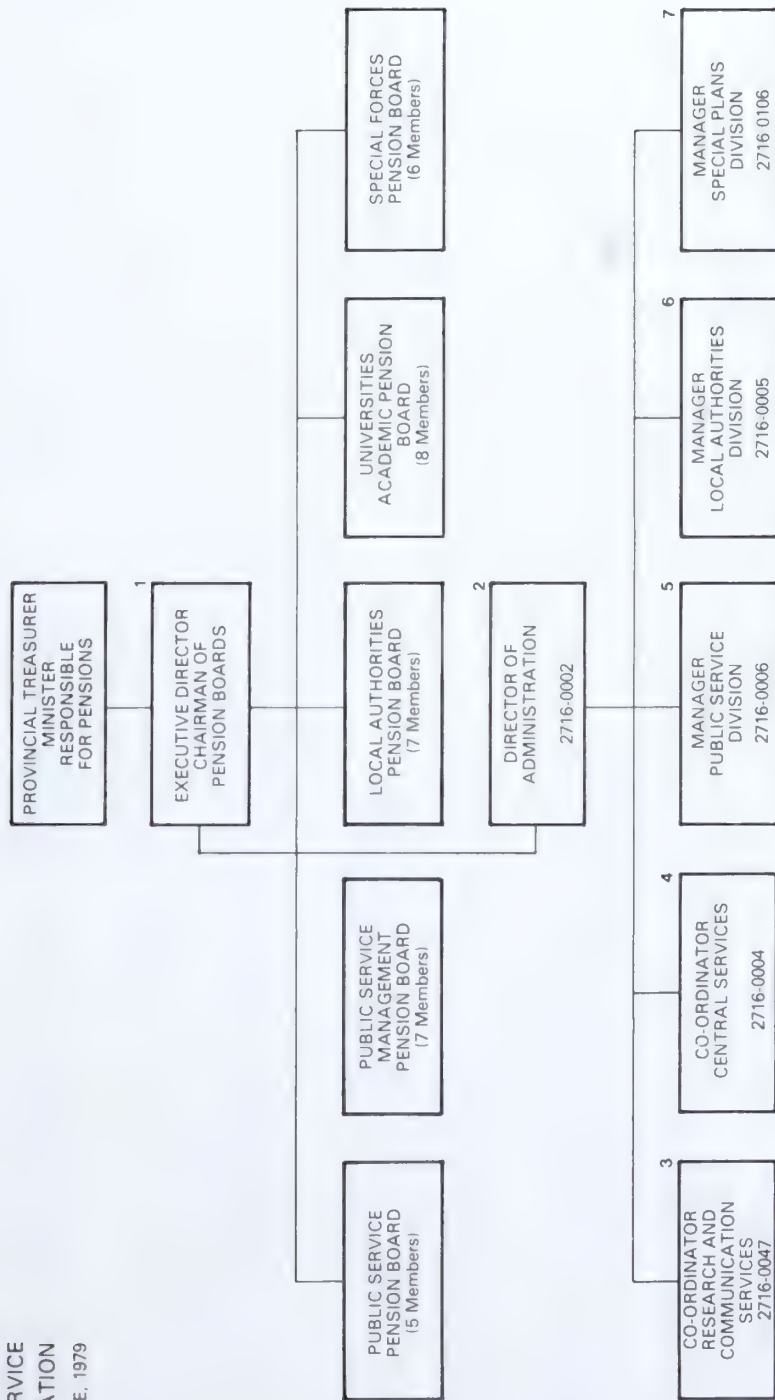 RVICE
ATION
E, 1979
PROVINCIAL TREASURER
MINISTER
RESPONSIBLE
FOR PENSIONS
1
EXECUTIVE DIRECTOR
CHAIRMAN OF
PENSION BOARDS
PUBLIC SERVICE
PENSION BOARD
(5 Members)
PUBLIC SERVICE
MANAGEMENT
PENSION BOARD
(7 Members)
LOCAL AUTHORITIES
PENSION BOARD
(7 Members)
UNIVERSITIES
ACADEMIC PENSION
BOARD
(8 Members)
SPECIAL FORCES
PENSION BOARD
(6 Members)
2
DIRECTOR OF
ADMINISTRATION
2716-0002
3
CO-ORDINATOR
RESEARCH AND
COMMUNICATION
SERVICES
2716-0047
4
CO-ORDINATOR
CENTRAL SERVICES
2716-0004
5
MANAGER
PUBLIC SERVICE
DIVISION
2716-0006
6
MANAGER
LOCAL AUTHORITIES
DIVISION
2716-0005
7
MANAGER
SPECIAL PLANS
DIVISION
2716 0106